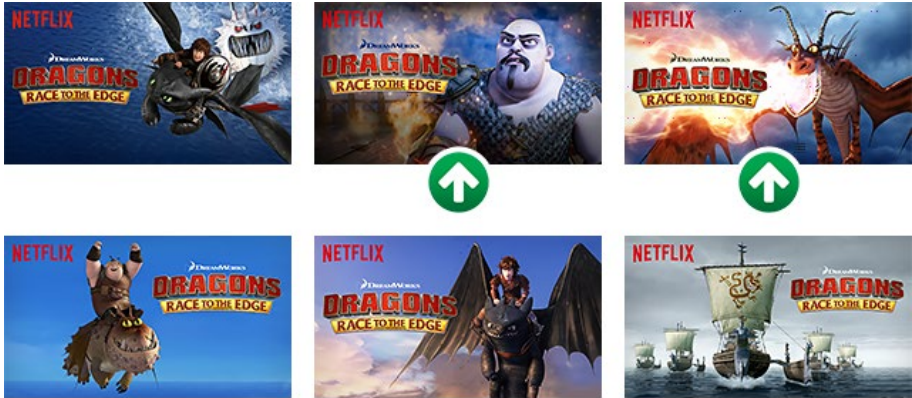 NETFLIX
DREAMWORKS
DRAGONS
RACE TO THE EDGE
NETFLIX
DREAMWORKS
DRAGONS
RACE TO THE EDGE
NETFLIX
DREAMWORKS
DRAGONS
RACE TO THE EDGE
NETFLIX
DREAMWORKS
DRAGONS
RACE TO THE EDGE
NETFLIX
DREAMWORKS
DRAGONS
RACE TO THE EDGE
NETFLIX
DREAMWORKS
DRAGONS
RACE TO THE EDGE